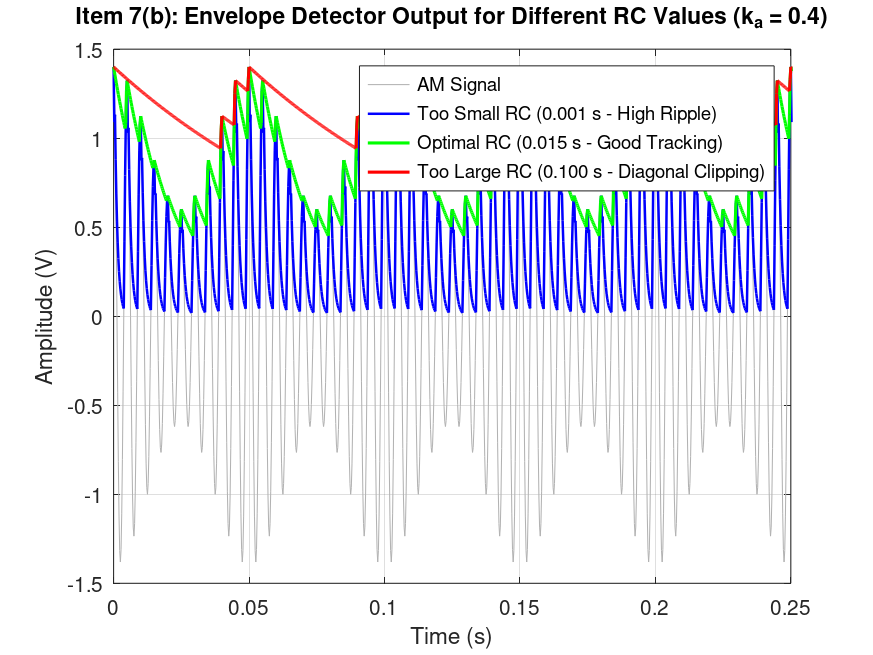 Item 7(b): Envelope Detector Output for Different RC Values (kₐ = 0.4)
1.5
1
0.5
0
-0.5
-1
-1.5
Amplitude (V)
AM Signal
Too Small RC (0.001 s - High Ripple)
Optimal RC (0.015 s - Good Tracking)
Too Large RC (0.100 s - Diagonal Clipping)
0
0.05
0.1
0.15
0.2
0.25
Time (s)